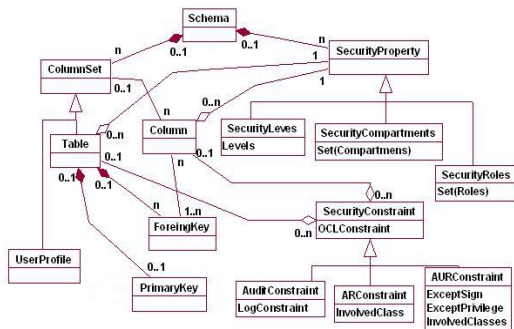 Schema
n
0..1
0..1
n
ColumnSet
SecurityProperty
0..1
1
1
n
0..n
Table
0..n
Column
SecurityLeves
Levels
SecurityCompartments
Set(Compartmens)
0..1
0..1
0..1
0..1
n
SecurityRoles
Set(Roles)
0..n
SecurityConstraint
OCLConstraint
n
1..n
0..n
ForeingKey
UserProfile
0..1
PrimaryKey
AuditConstraint
LogConstraint
ARConstraint
InvolvedClass
AURConstraint
ExceptSign
ExceptPrivilege
InvolvedClasses